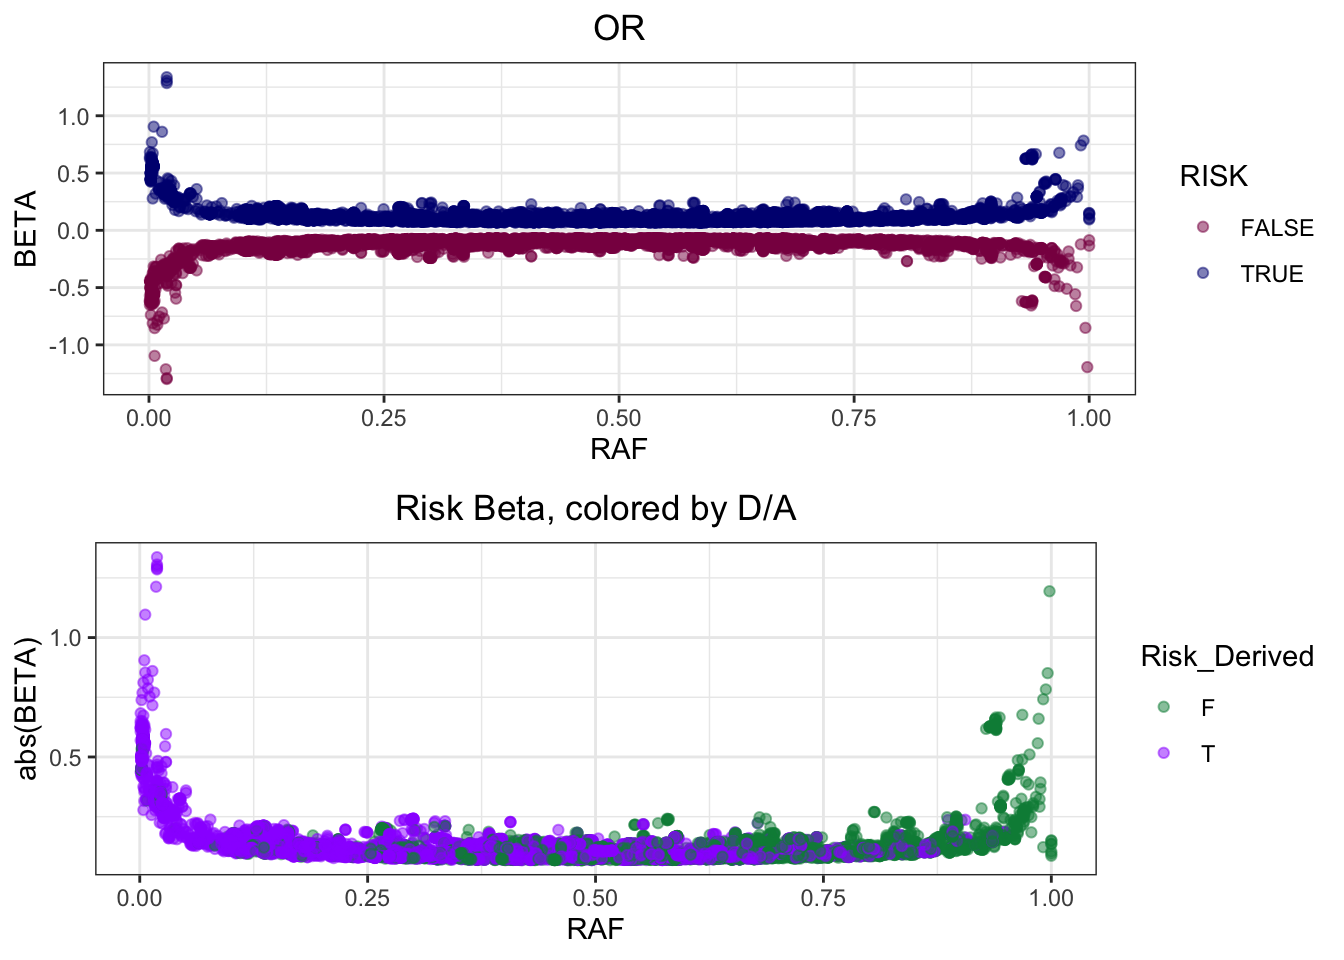 OR
BETA
1.0
0.5
0.0
-0.5
-1.0
0.00 0.25 0.50 0.75 1.00
RAF
RISK
FALSE
TRUE
Risk Beta, colored by D/A
abs(BETA)
1.0
0.5
0.00 0.25 0.50 0.75 1.00
RAF
Risk_Derived
F
T